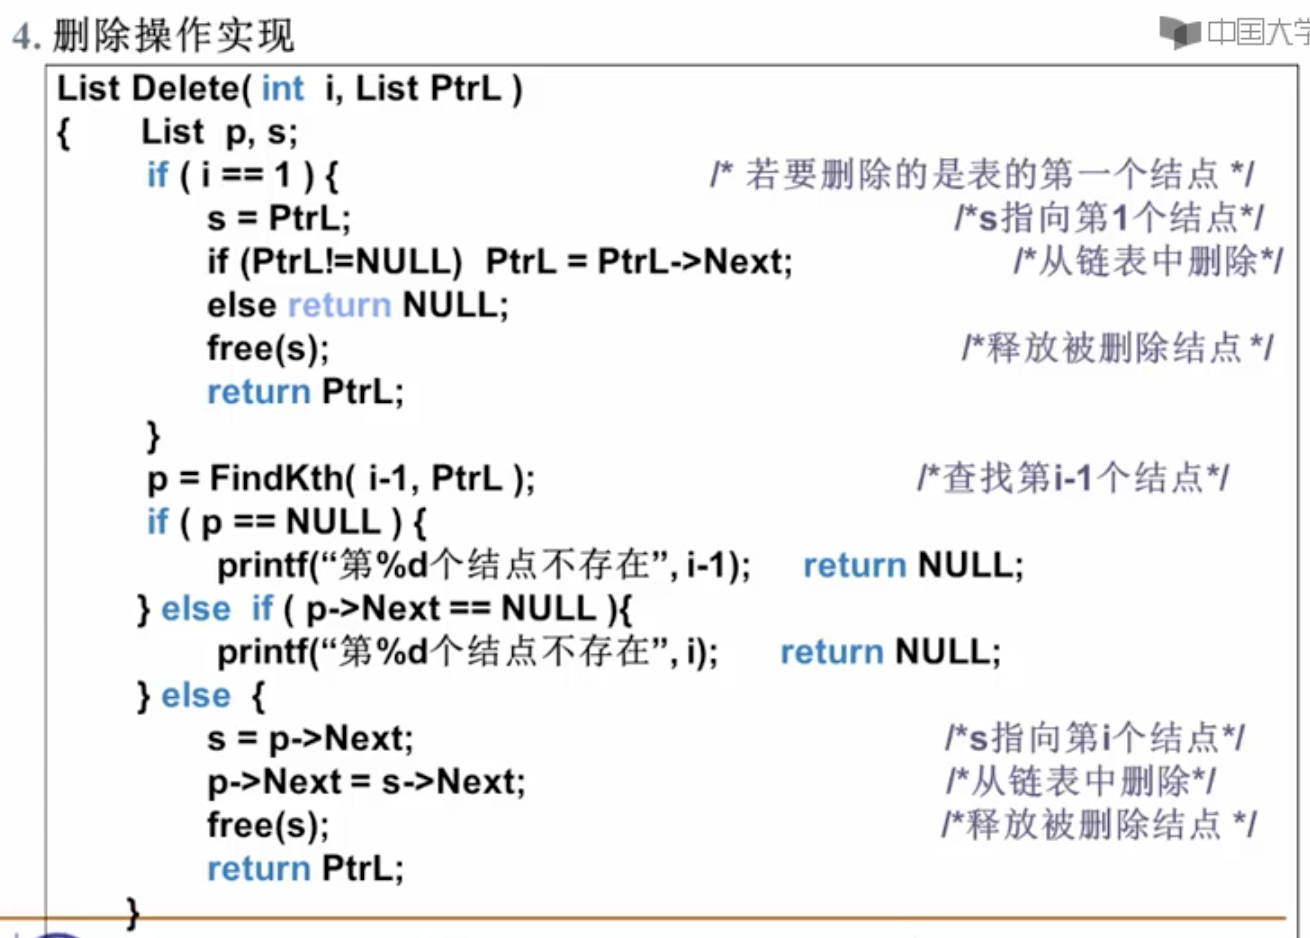 4. 删除操作实现
中国大学
List Delete( int i, List PtrL )
{ List p, s;
if ( i == 1 ) { /* 若要删除的是表的第一个结点 */
s = PtrL; /*s指向第1个结点*/
if (PtrL!=NULL) PtrL = PtrL->Next; /*从链表中删除*/
else return NULL;
free(s); /*释放被删除结点 */
return PtrL;
}
p = FindKth( i-1, PtrL ); /*查找第i-1个结点*/
if ( p == NULL ) {
printf(“第%d个结点不存在”, i-1); return NULL;
} else if ( p->Next == NULL ){
printf(“第%d个结点不存在”, i); return NULL;
} else {
s = p->Next; /*s指向第i个结点*/
p->Next = s->Next; /*从链表中删除*/
free(s); /*释放被删除结点 */
return PtrL;
}